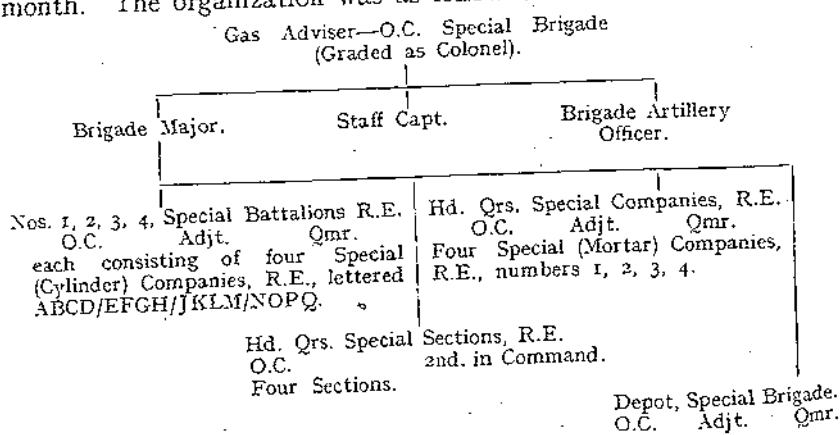 month. The organization was as
Gas Adviser—O.C. Special Brigade
(Graded as Colonel).
Brigade Major.
Staff Capt.
Brigade Artillery
Officer.
Nos. 1, 2, 3, 4, Special Battalions R.E.
O.C. Adjt. Qmr.
each consisting of four Special
(Cylinder) Companies, R.E., lettered
ABCD/EFGH/JKLM/NOPQ.
Hd. Qrs. Special Companies, R.E.
O.C. Adjt. Qmr.
Four Special (Mortar) Companies,
R.E., numbers 1, 2, 3, 4.
Hd. Qrs. Special Sections, R.E.
O.C. 2nd. in Command.
Four Sections.
Depot, Special Brigade.
O.C. Adjt. Qmr.